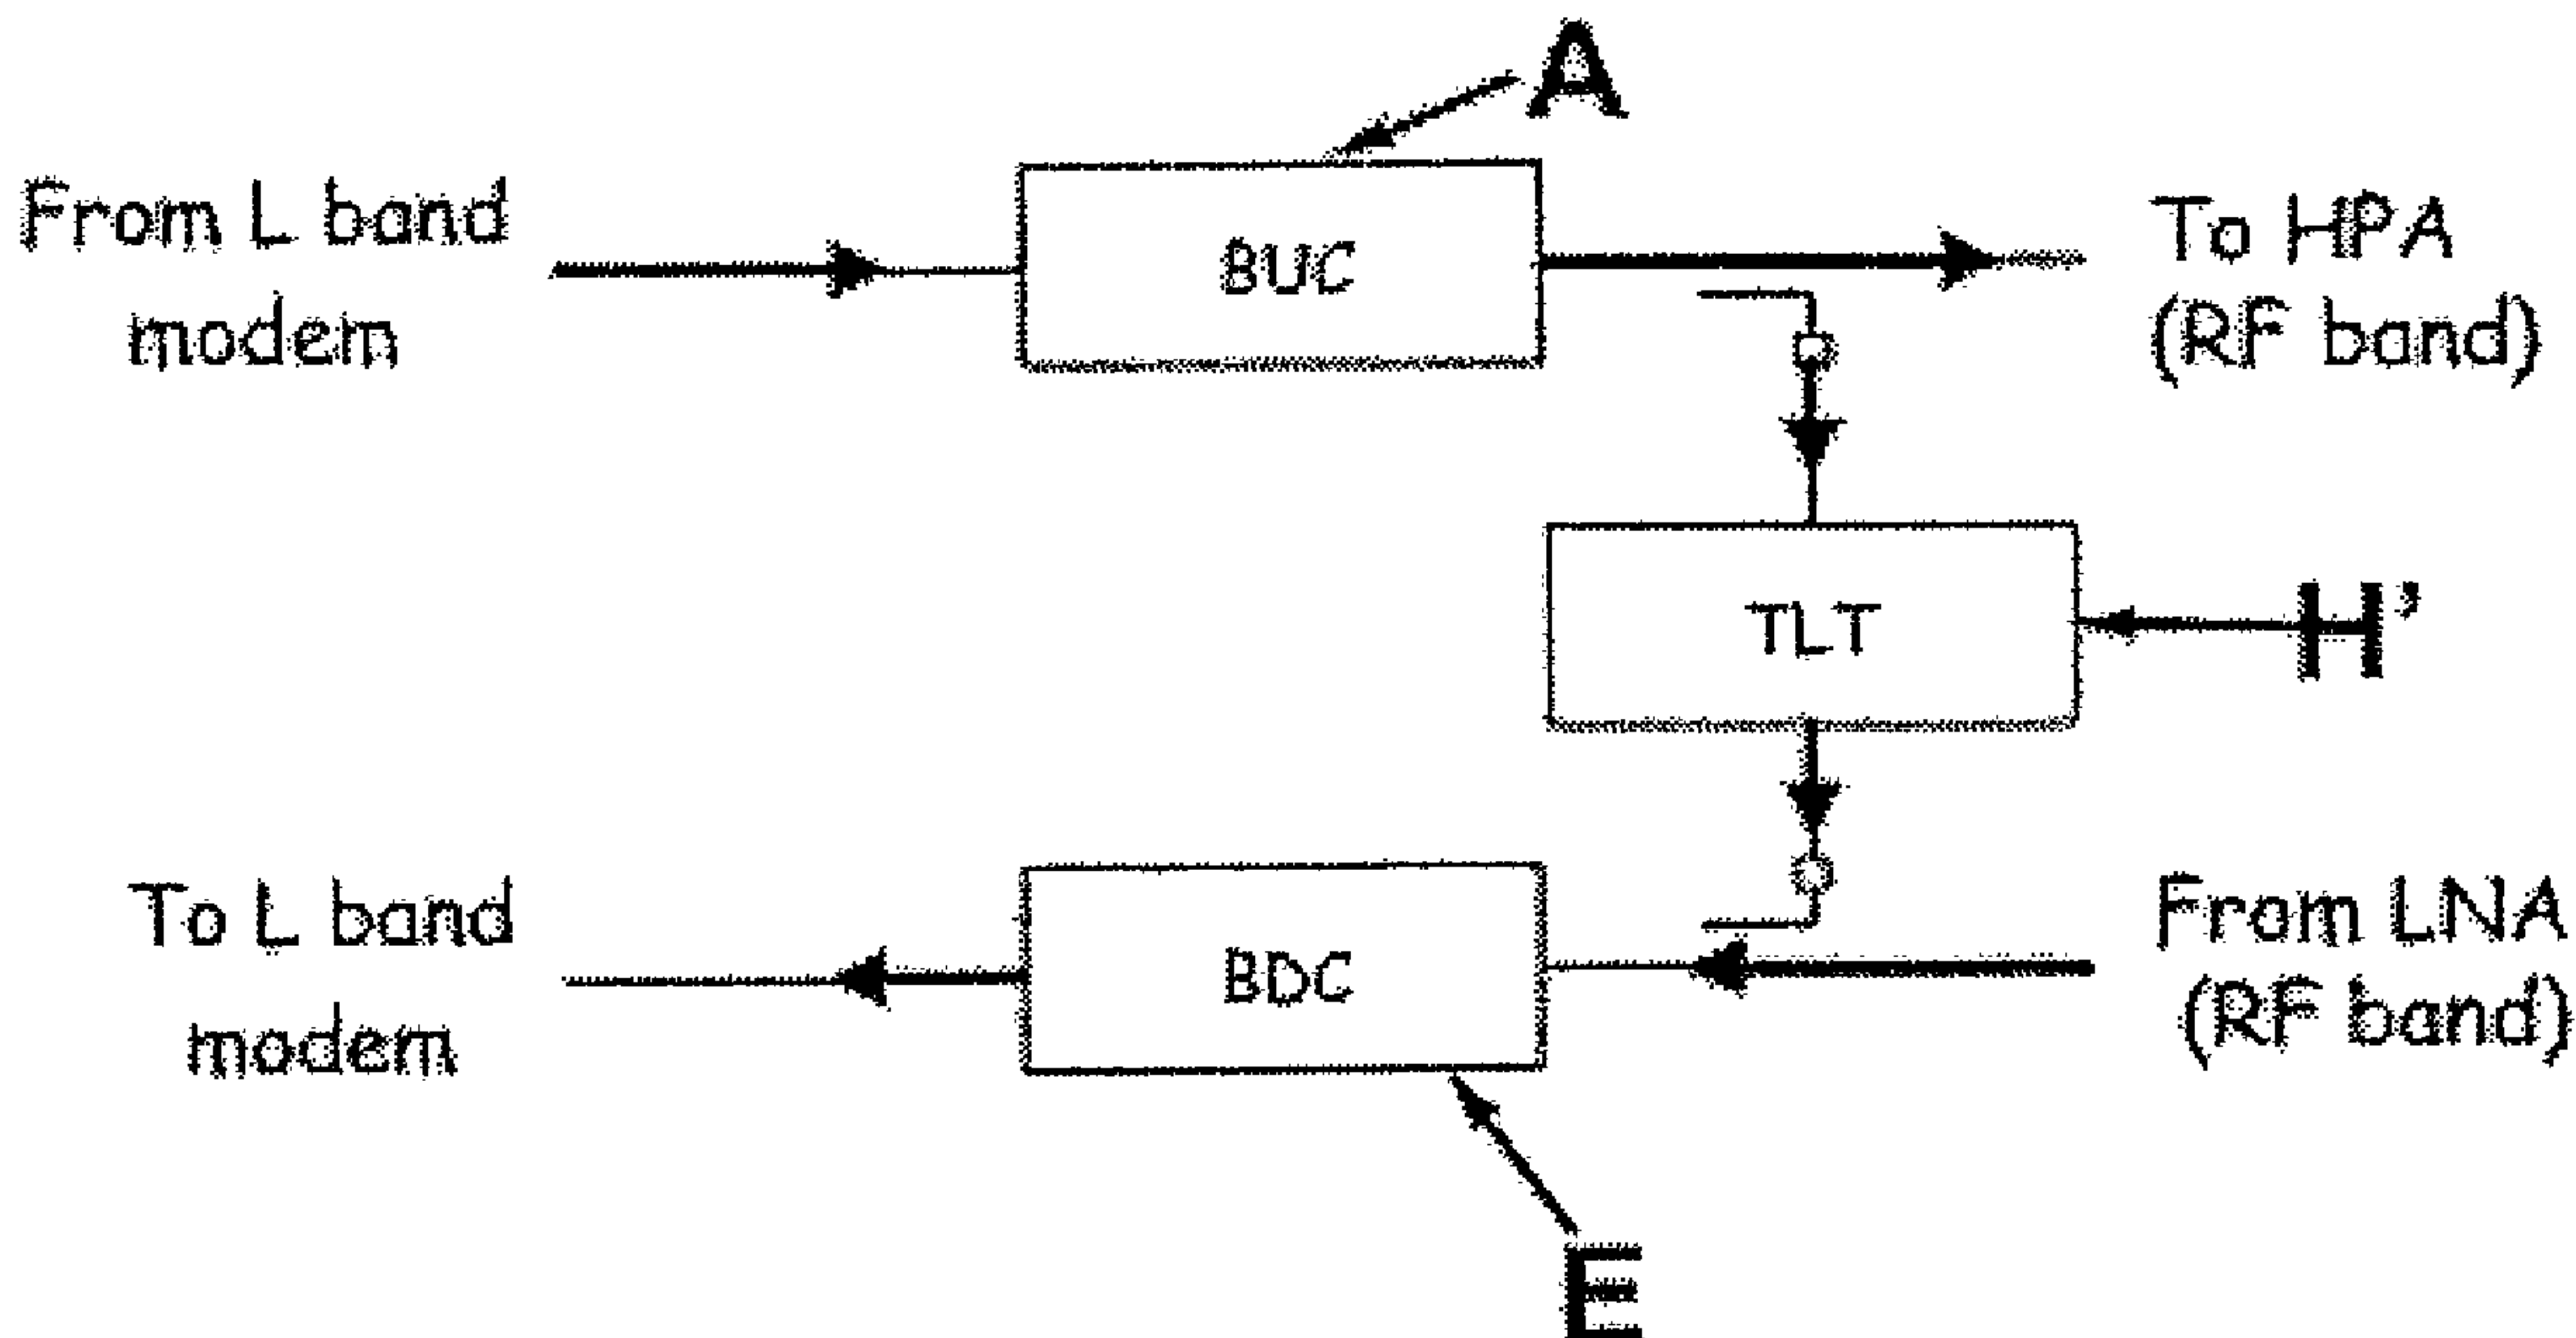 A
From L band
modem
BUC
To HPA
(RF band)
TLT
H'
To L band
modem
BDC
From LNA
(RF band)
E